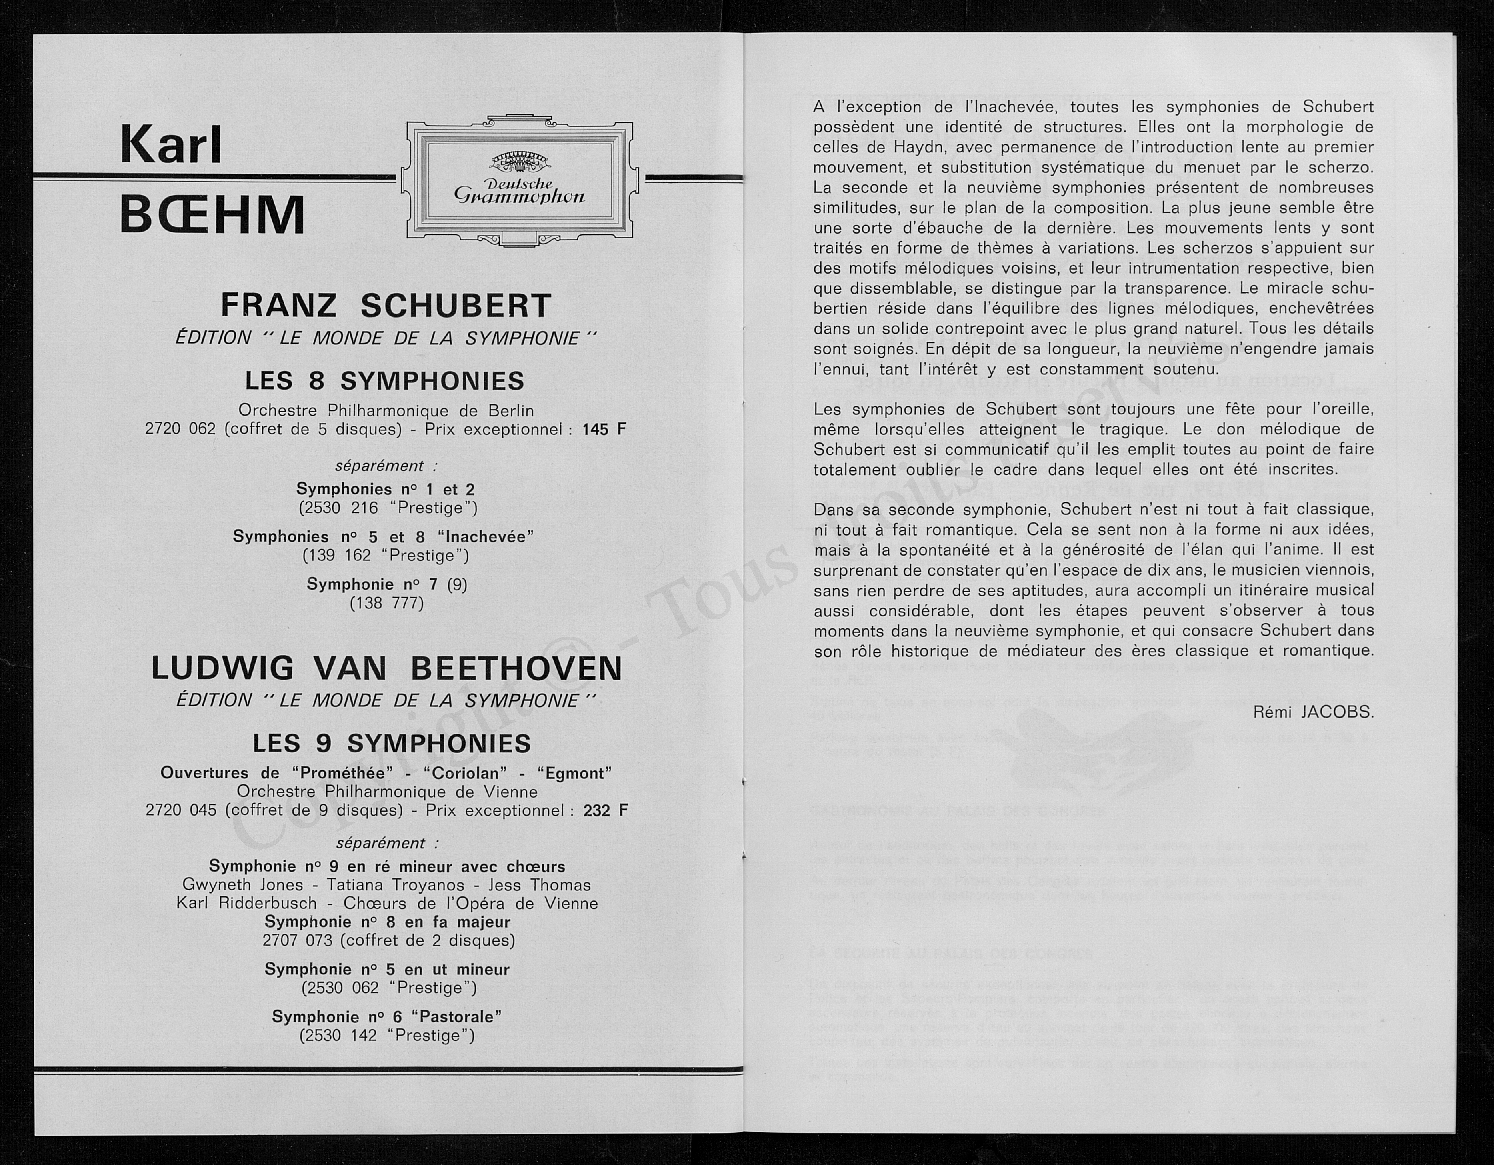 Karl
BŒHM
Deutsche
Grammophon
FRANZ SCHUBERT
ÉDITION "LE MONDE DE LA SYMPHONIE"
LES 8 SYMPHONIES
Orchestre Philharmonique de Berlin
2720 062 (coffret de 5 disques) - Prix exceptionnel : 145 F
séparément :
Symphonies nº 1 et 2
(2530 216 "Prestige")
Symphonies nº 5 et 8 "Inachevée"
(139 162 "Prestige")
Symphonie nº 7 (9)
(138 777)
LUDWIG VAN BEETHOVEN
ÉDITION "LE MONDE DE LA SYMPHONIE"
LES 9 SYMPHONIES
Ouvertures de "Prométhée" - "Coriolan" - "Egmont"
Orchestre Philharmonique de Vienne
2720 045 (coffret de 9 disques) - Prix exceptionnel : 232 F
séparément :
Symphonie nº 9 en ré mineur avec chœurs
Gwyneth Jones - Tatiana Troyanos - Jess Thomas
Karl Ridderbusch - Chœurs de l'Opéra de Vienne
Symphonie nº 8 en fa majeur
2707 073 (coffret de 2 disques)
Symphonie nº 5 en ut mineur
(2530 062 "Prestige")
Symphonie nº 6 "Pastorale"
(2530 142 "Prestige")
A l'exception de l'Inachevée, toutes les symphonies de Schubert
possèdent une identité de structures. Elles ont la morphologie de
celles de Haydn, avec permanence de l'introduction lente au premier
mouvement, et substitution systématique du menuet par le scherzo.
La seconde et la neuvième symphonies présentent de nombreuses
similitudes, sur le plan de la composition. La plus jeune semble être
une sorte d'ébauche de la dernière. Les mouvements lents y sont
traités en forme de thèmes à variations. Les scherzos s'appuient sur
des motifs mélodiques voisins, et leur intrumentation respective, bien
que dissemblable, se distingue par la transparence. Le miracle schu-
bertien réside dans l'équilibre des lignes mélodiques, enchevêtrées
dans un solide contrepoint avec le plus grand naturel. Tous les détails
sont soignés. En dépit de sa longueur, la neuvième n'engendre jamais
l'ennui, tant l'intérêt y est constamment soutenu.
Les symphonies de Schubert sont toujours une fête pour l'oreille,
même lorsqu'elles atteignent le tragique. Le don mélodique de
Schubert est si communicatif qu'il les emplit toutes au point de faire
totalement oublier le cadre dans lequel elles ont été inscrites.
Dans sa seconde symphonie, Schubert n'est ni tout à fait classique,
ni tout à fait romantique. Cela se sent non à la forme ni aux idées,
mais à la spontanéité et à la générosité de l'élan qui l'anime. Il est
surprenant de constater qu'en l'espace de dix ans, le musicien viennois,
sans rien perdre de ses aptitudes, aura accompli un itinéraire musical
aussi considérable, dont les étapes peuvent s'observer à tous
moments dans la neuvième symphonie, et qui consacre Schubert dans
son rôle historique de médiateur des ères classique et romantique.
Rémi JACOBS.
Copyright © - Tous droits réservés